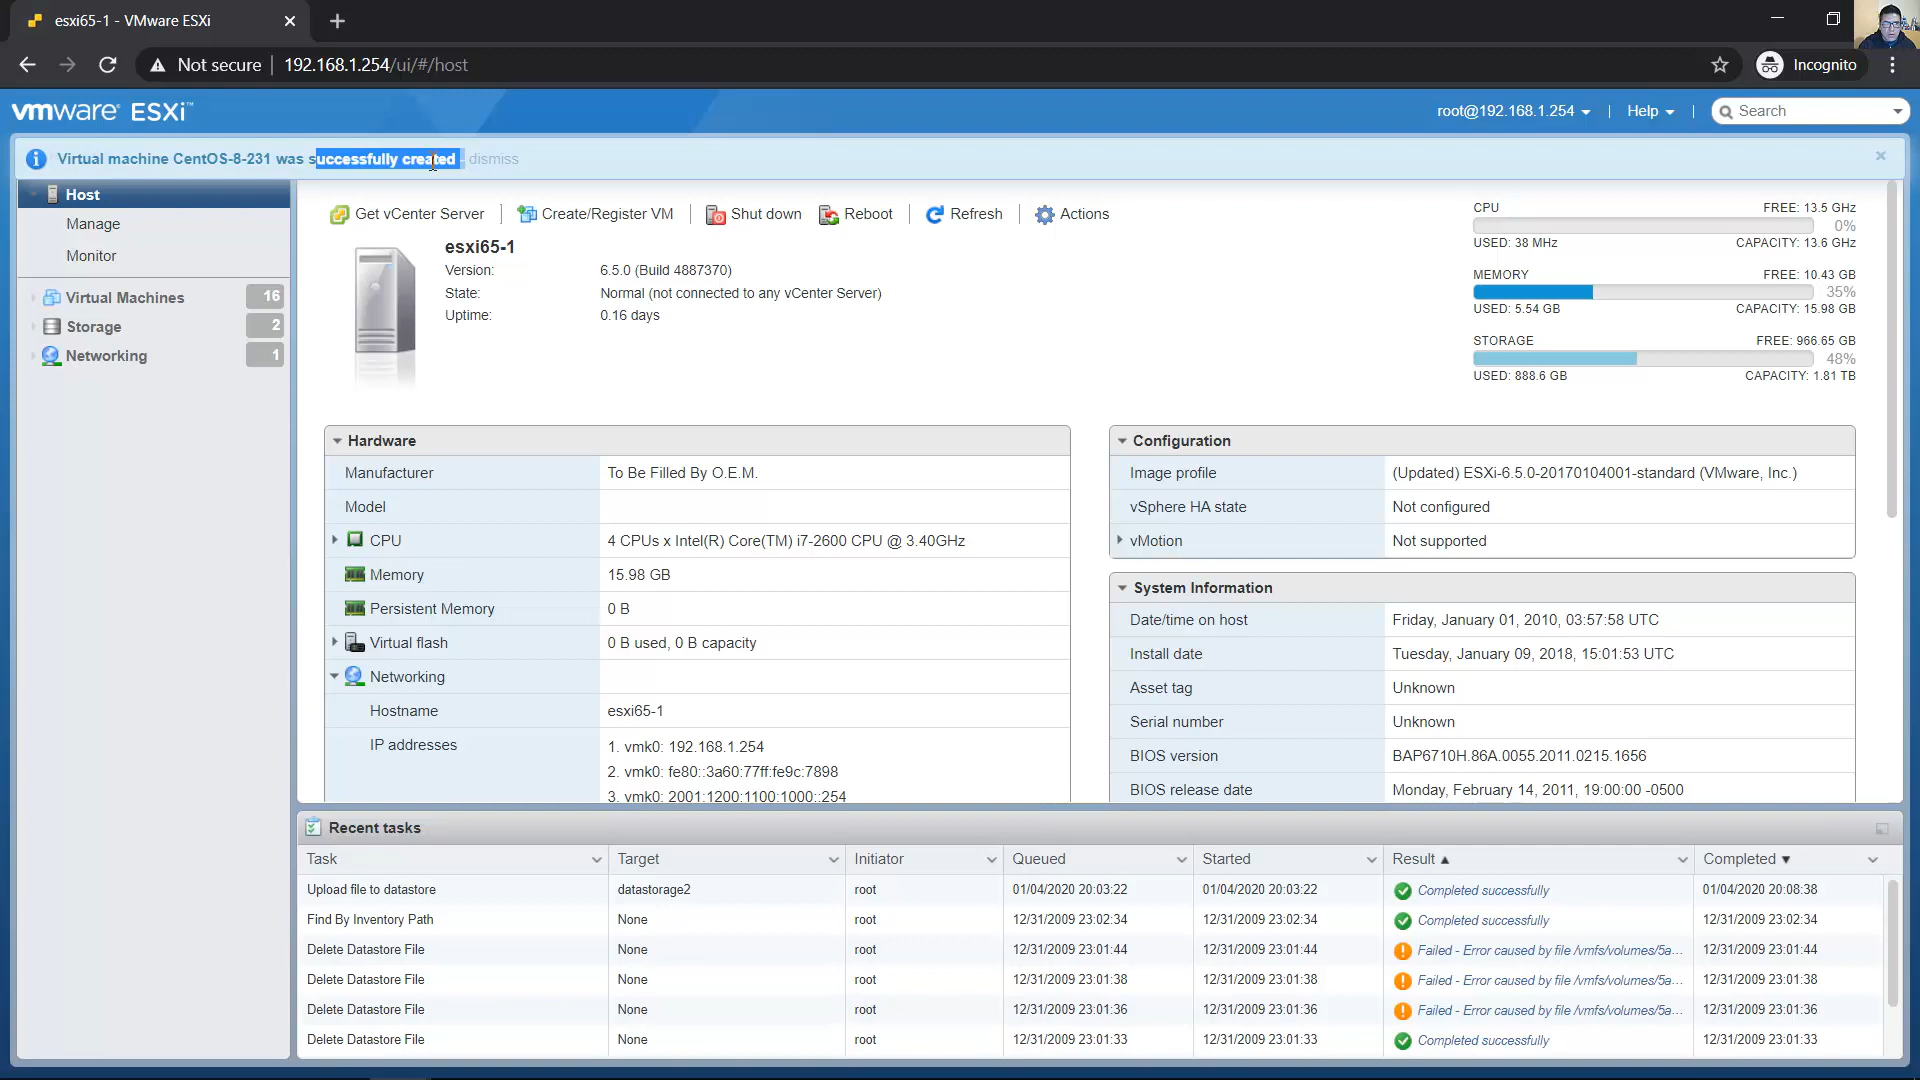 esxi65-1 - VMware ESXi
Not secure | 192.168.1.254/ui/#/host
Incognito
vmware ESXi™
root@192.168.1.254 | Help | Search
Virtual machine CentOS-8-231 was successfully created - dismiss
Host
Manage
Monitor
Virtual Machines 16
Storage 2
Networking 1
Get vCenter Server | Create/Register VM | Shut down Reboot | Refresh | Actions
esxi65-1
Version: 6.5.0 (Build 4887370)
State: Normal (not connected to any vCenter Server)
Uptime: 0.16 days
CPU FREE: 13.5 GHz
0%
USED: 38 MHz CAPACITY: 13.6 GHz
MEMORY FREE: 10.43 GB
35%
USED: 5.54 GB CAPACITY: 15.98 GB
STORAGE FREE: 966.65 GB
48%
USED: 888.6 GB CAPACITY: 1.81 TB
Hardware
Manufacturer To Be Filled By O.E.M.
Model
CPU 4 CPUs x Intel(R) Core(TM) i7-2600 CPU @ 3.40GHz
Memory 15.98 GB
Persistent Memory 0 B
Virtual flash 0 B used, 0 B capacity
Networking
Hostname esxi65-1
IP addresses 1. vmk0: 192.168.1.254
2. vmk0: fe80::3a60:77ff:fe9c:7898
3. vmk0: 2001:1200:1100:1000::254
Configuration
Image profile (Updated) ESXi-6.5.0-20170104001-standard (VMware, Inc.)
vSphere HA state Not configured
vMotion Not supported
System Information
Date/time on host Friday, January 01, 2010, 03:57:58 UTC
Install date Tuesday, January 09, 2018, 15:01:53 UTC
Asset tag Unknown
Serial number Unknown
BIOS version BAP6710H.86A.0055.2011.0215.1656
BIOS release date Monday, February 14, 2011, 19:00:00 -0500
Recent tasks
Task Target Initiator Queued Started Result Completed
Upload file to datastore datastorage2 root 01/04/2020 20:03:22 01/04/2020 20:03:22 Completed successfully 01/04/2020 20:08:38
Find By Inventory Path None root 12/31/2009 23:02:34 12/31/2009 23:02:34 Completed successfully 12/31/2009 23:02:34
Delete Datastore File None root 12/31/2009 23:01:44 12/31/2009 23:01:44 Failed - Error caused by file /vmfs/volumes/5a... 12/31/2009 23:01:44
Delete Datastore File None root 12/31/2009 23:01:38 12/31/2009 23:01:38 Failed - Error caused by file /vmfs/volumes/5a... 12/31/2009 23:01:38
Delete Datastore File None root 12/31/2009 23:01:36 12/31/2009 23:01:36 Failed - Error caused by file /vmfs/volumes/5a... 12/31/2009 23:01:36
Delete Datastore File None root 12/31/2009 23:01:33 12/31/2009 23:01:33 Completed successfully 12/31/2009 23:01:33